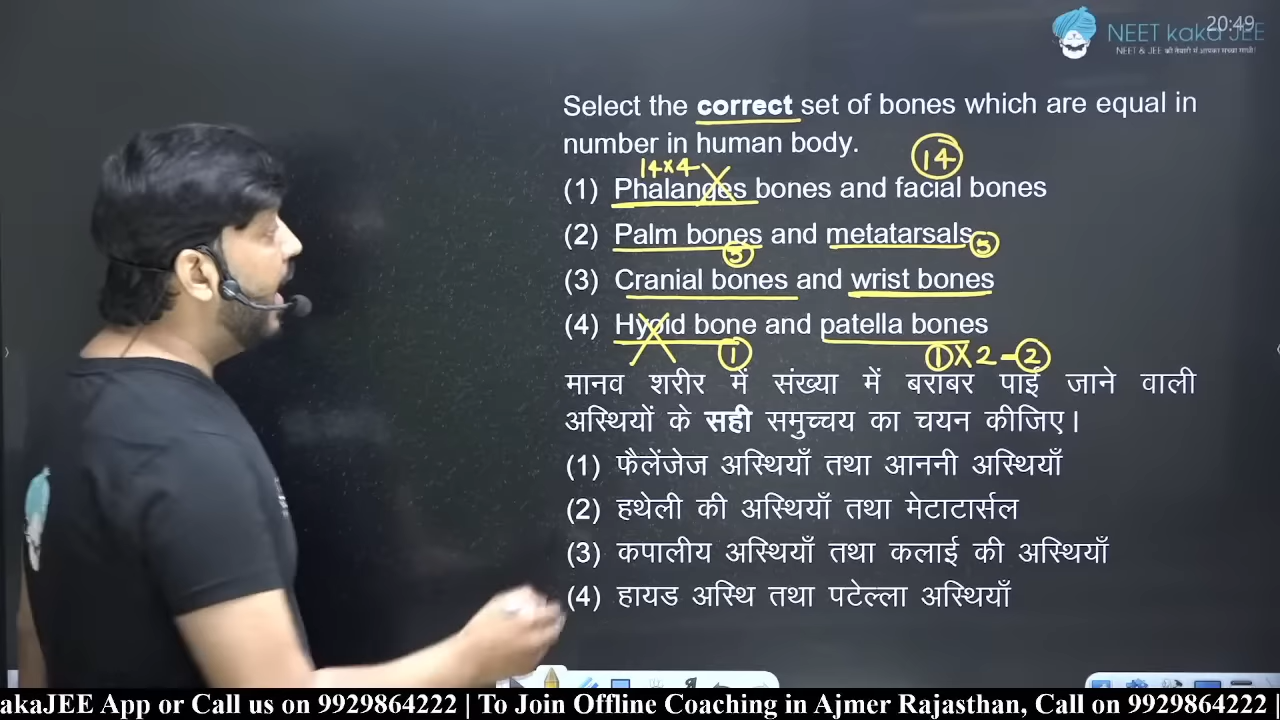 20:49
NEET kaka JEE
NEET & JEE की तैयारी में आपका सच्चा साथी!
Select the correct set of bones which are equal in
number in human body.
14
14×4
(1) Phalanges bones and facial bones
(2) Palm bones and metatarsals
5
5
(3) Cranial bones and wrist bones
(4) Hyoid bone and patella bones
1
1 × 2 - 2
मानव शरीर में संख्या में बराबर पाई जाने वाली
अस्थियों के सही समुच्चय का चयन कीजिए।
(1) फैलेंजेज अस्थियाँ तथा आननी अस्थियाँ
(2) हथेली की अस्थियाँ तथा मेटाटार्सल
(3) कपालीय अस्थियाँ तथा कलाई की अस्थियाँ
(4) हायड अस्थि तथा पटेल्ला अस्थियाँ
akaJEE App or Call us on 9929864222 | To Join Offline Coaching in Ajmer Rajasthan, Call on 9929864222 |